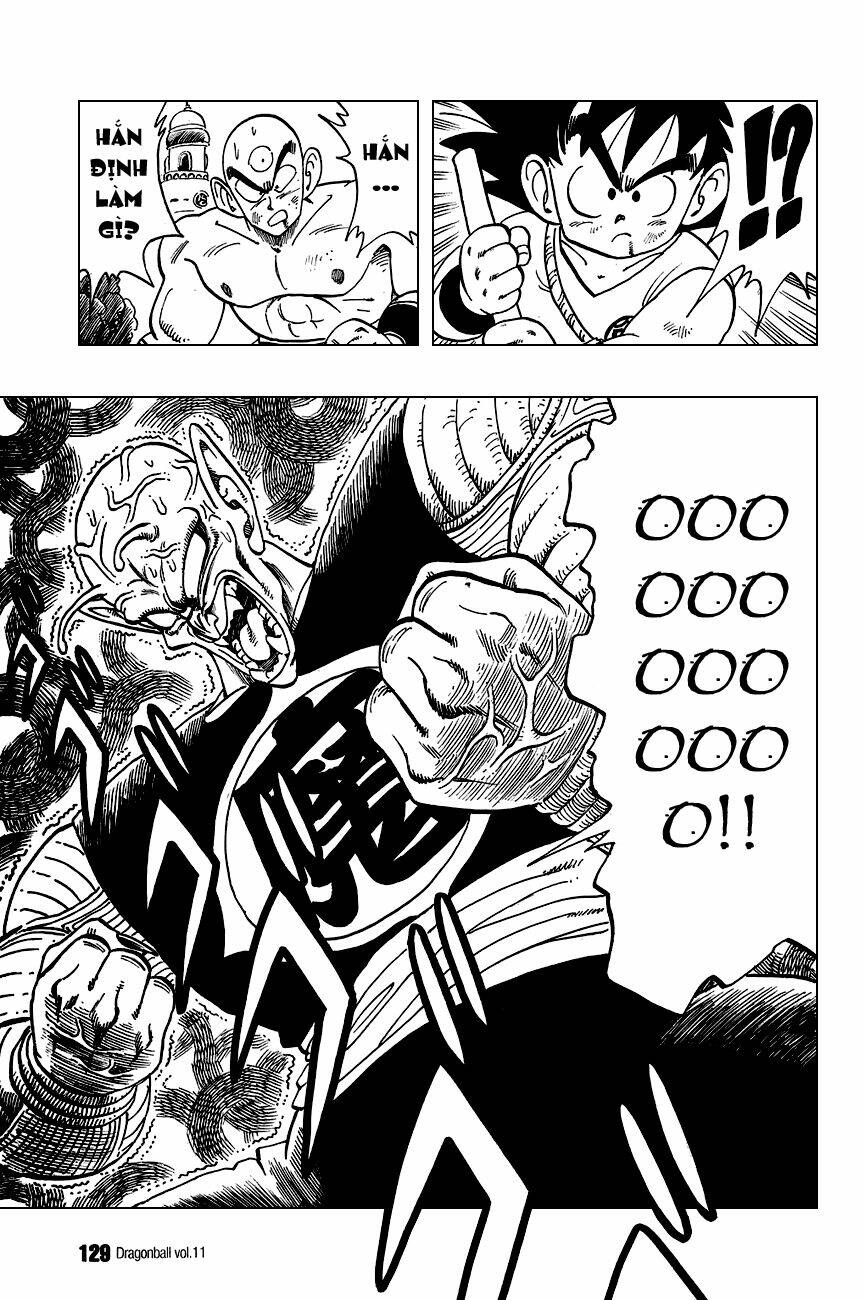 !?
HẮN
...
HẮN
ĐỊNH
LÀM
GÌ?
OOO
OOO
OOO
OOO
O!!
魔
129 Dragonball vol.11